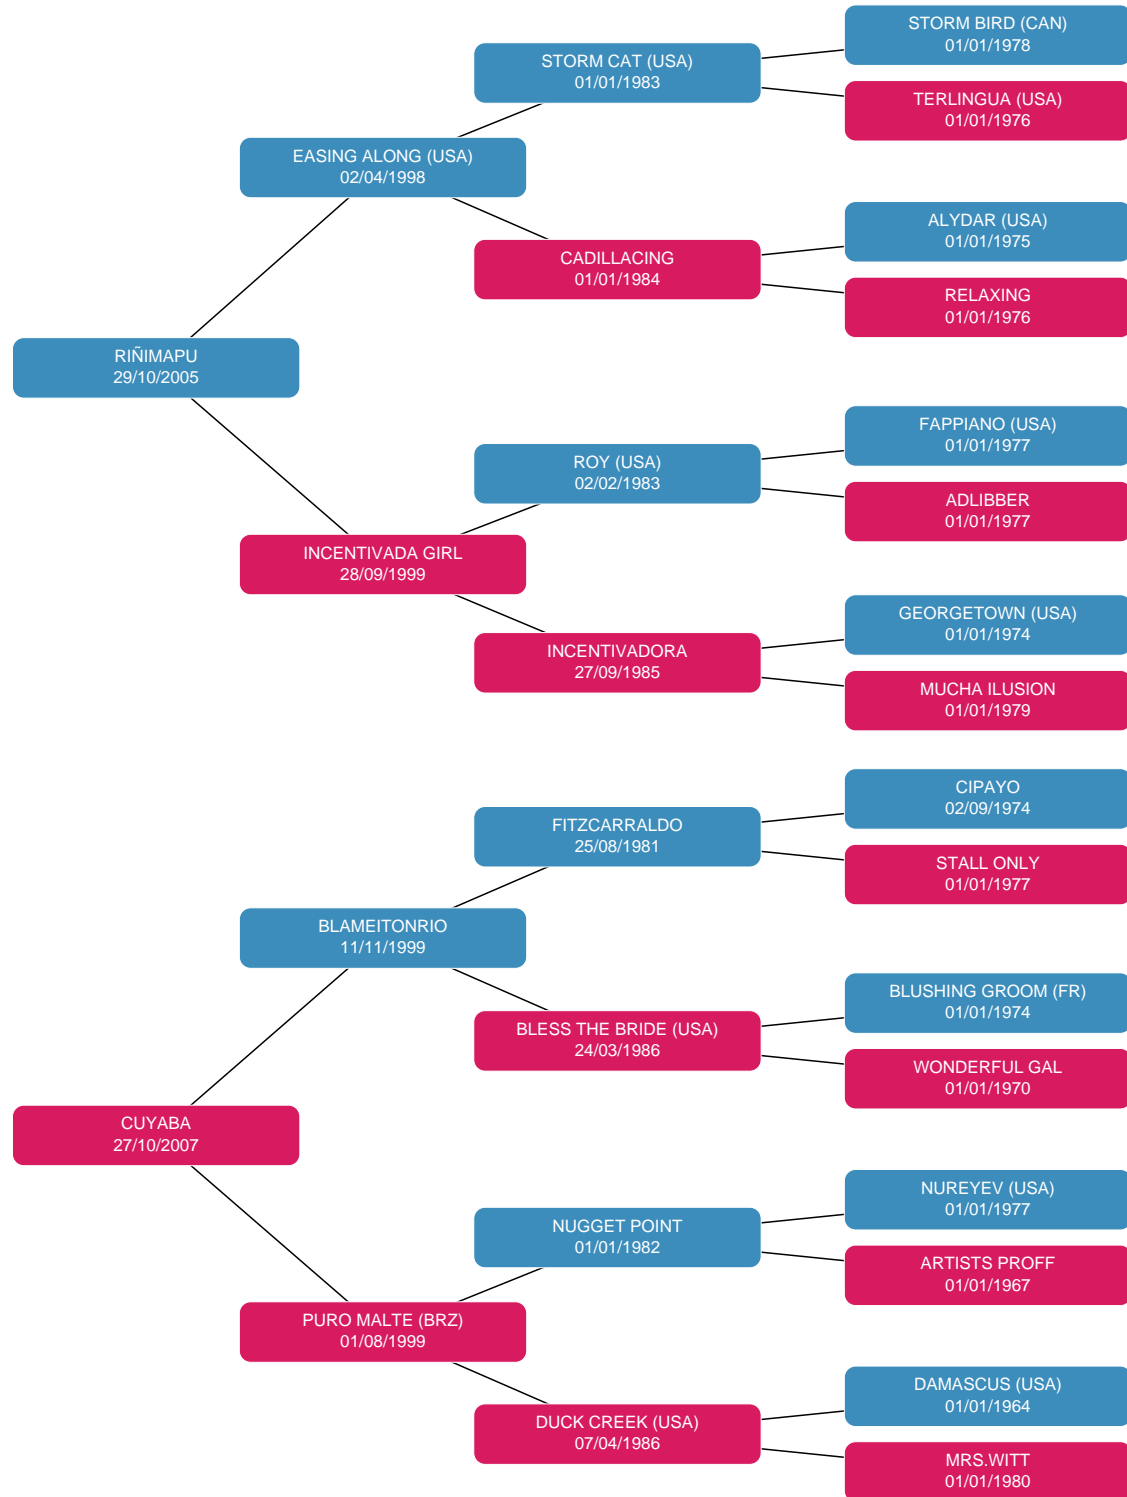 STORM BIRD (CAN)
01/01/1978
STORM CAT (USA)
01/01/1983
TERLINGUA (USA)
01/01/1976
EASING ALONG (USA)
02/04/1998
ALYDAR (USA)
01/01/1975
CADILLACING
01/01/1984
RELAXING
01/01/1976
RIÑIMAPU
29/10/2005
FAPPIANO (USA)
01/01/1977
ROY (USA)
02/02/1983
ADLIBBER
01/01/1977
INCENTIVADA GIRL
28/09/1999
GEORGETOWN (USA)
01/01/1974
INCENTIVADORA
27/09/1985
MUCHA ILUSION
01/01/1979
CIPAYO
02/09/1974
FITZCARRALDO
25/08/1981
STALL ONLY
01/01/1977
BLAMEITONRIO
11/11/1999
BLUSHING GROOM (FR)
01/01/1974
BLESS THE BRIDE (USA)
24/03/1986
WONDERFUL GAL
01/01/1970
CUYABA
27/10/2007
NUREYEV (USA)
01/01/1977
NUGGET POINT
01/01/1982
ARTISTS PROFF
01/01/1967
PURO MALTE (BRZ)
01/08/1999
DAMASCUS (USA)
01/01/1964
DUCK CREEK (USA)
07/04/1986
MRS.WITT
01/01/1980